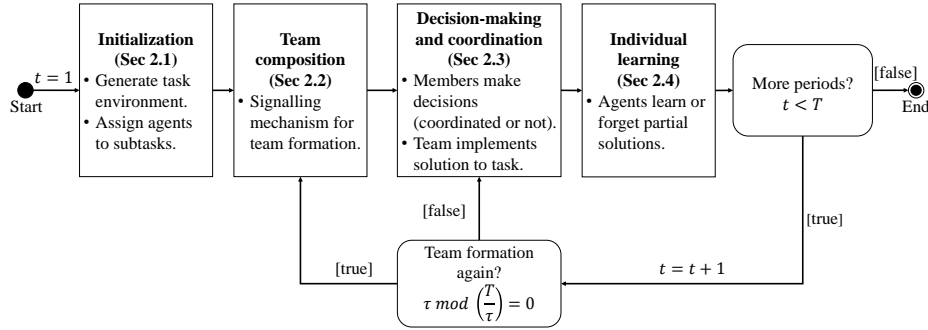 Start
t = 1
Initialization
(Sec 2.1)
• Generate task
environment.
• Assign agents
to subtasks.
Team
composition
(Sec 2.2)
• Signalling
mechanism for
team formation.
Decision-making
and coordination
(Sec 2.3)
• Members make
decisions
(coordinated or not).
• Team implements
solution to task.
Individual
learning
(Sec 2.4)
• Agents learn or
forget partial
solutions.
More periods?
t < T
[false]
End
[true]
t = t + 1
Team formation
again?
τ mod (T/τ) = 0
[false]
[true]